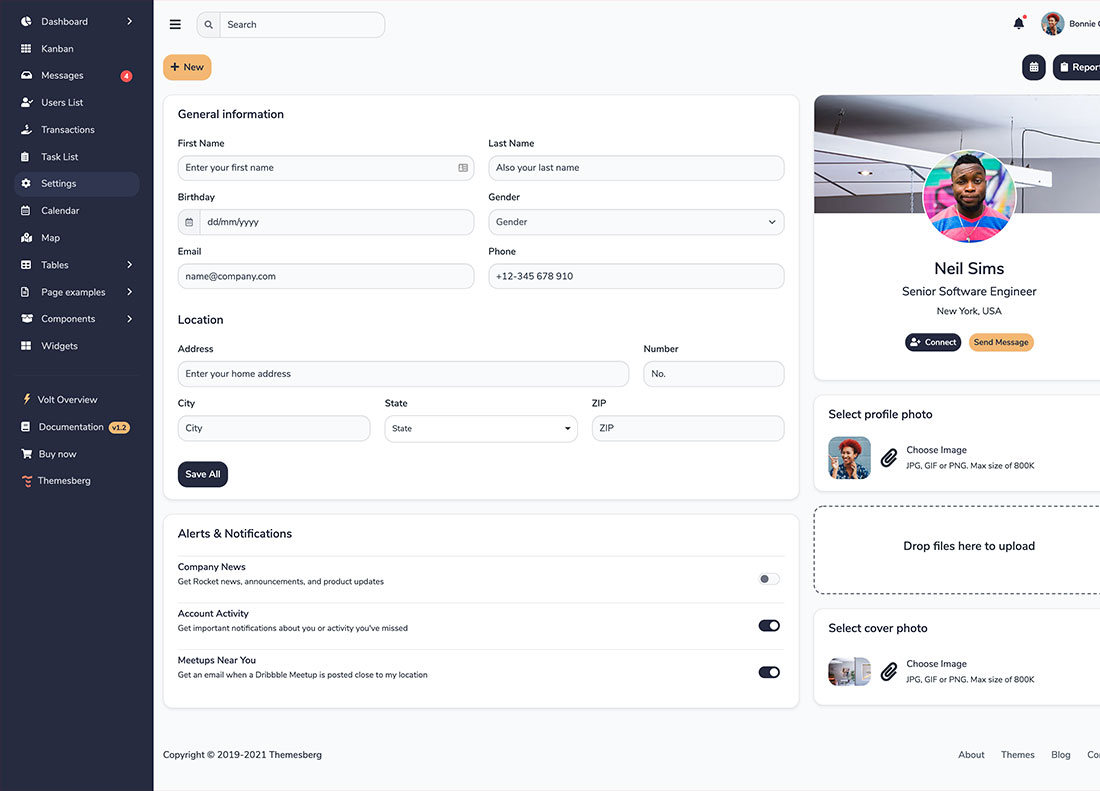 Dashboard
Kanban
Messages 4
Users List
Transactions
Task List
Settings
Calendar
Map
Tables
Page examples
Components
Widgets
Volt Overview
Documentation v1.2
Buy now
Themesberg
Search
Bonnie
New
Report
General information
First Name
Last Name
Enter your first name
Also your last name
Birthday
Gender
dd/mm/yyyy
Gender
Email
Phone
name@company.com
+12-345 678 910
Location
Address
Number
Enter your home address
No.
City
State
ZIP
City
State
ZIP
Save All
Alerts & Notifications
Company News
Get Rocket news, announcements, and product updates
Account Activity
Get important notifications about you or activity you've missed
Meetups Near You
Get an email when a Dribbble Meetup is posted close to my location
Neil Sims
Senior Software Engineer
New York, USA
Connect
Send Message
Select profile photo
Choose Image
JPG, GIF or PNG. Max size of 800K
Drop files here to upload
Select cover photo
Choose Image
JPG, GIF or PNG. Max size of 800K
Copyright © 2019-2021 Themesberg
About
Themes
Blog